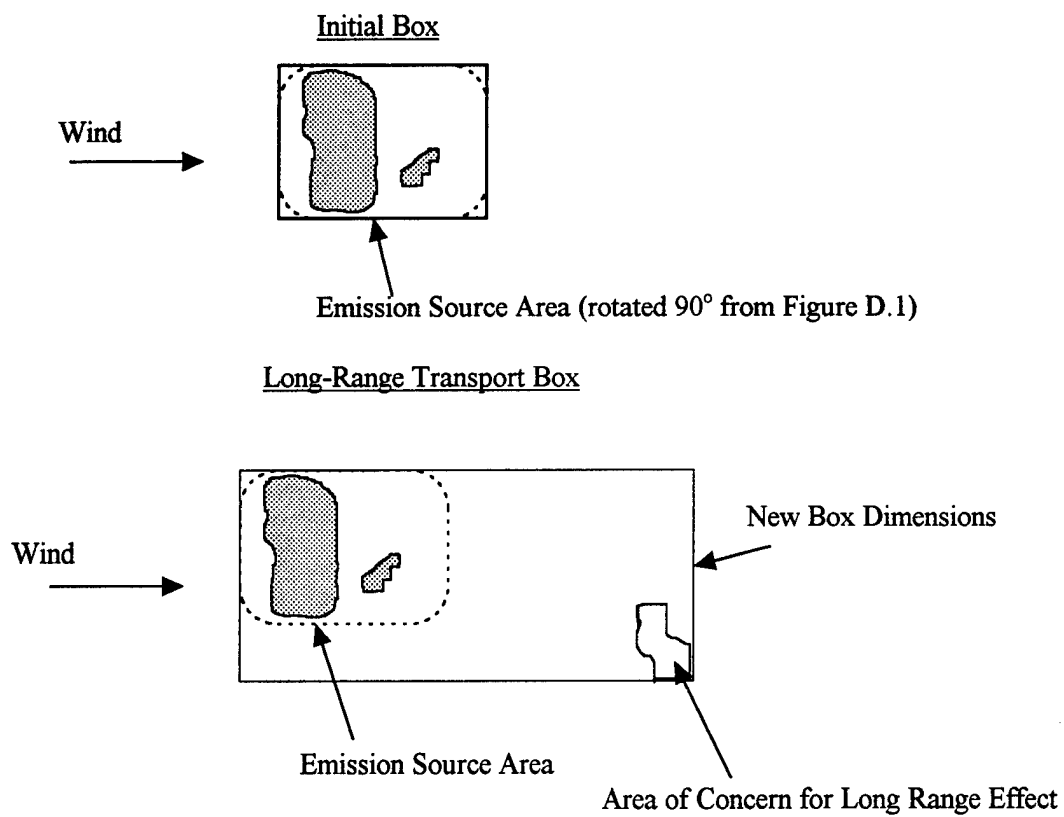 Initial Box
Wind
Emission Source Area (rotated 90° from Figure D.1)
Long-Range Transport Box
New Box Dimensions
Wind
Emission Source Area
Area of Concern for Long Range Effect